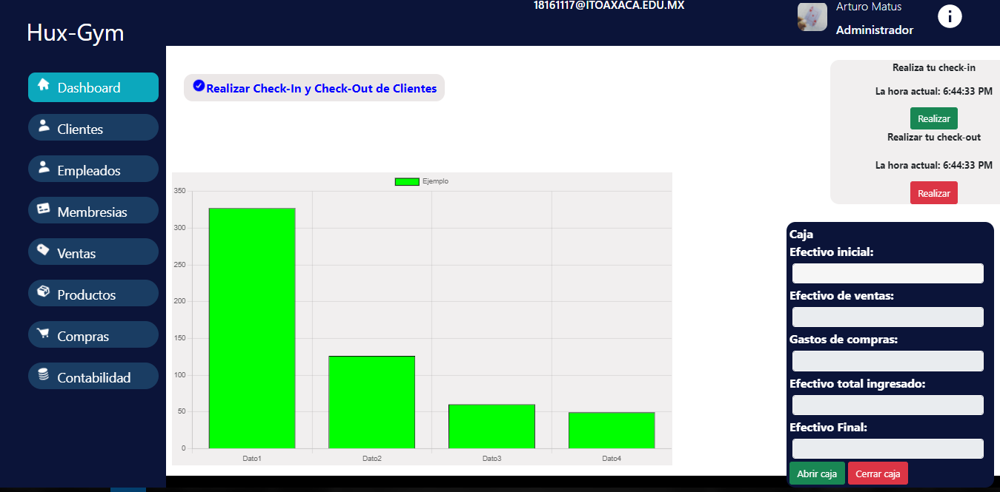 18161117@ITOAXACA.EDU.MX
Arturo Matus
Administrador
Hux-Gym
Dashboard
Clientes
Empleados
Membresias
Ventas
Productos
Compras
Contabilidad
Realizar Check-In y Check-Out de Clientes
Ejemplo
350
300
250
200
150
100
50
0
Dato1 Dato2 Dato3 Dato4
Realiza tu check-in
La hora actual: 6:44:33 PM
Realizar
Realizar tu check-out
La hora actual: 6:44:33 PM
Realizar
Caja
Efectivo inicial:
Efectivo de ventas:
Gastos de compras:
Efectivo total ingresado:
Efectivo Final:
Abrir caja Cerrar caja